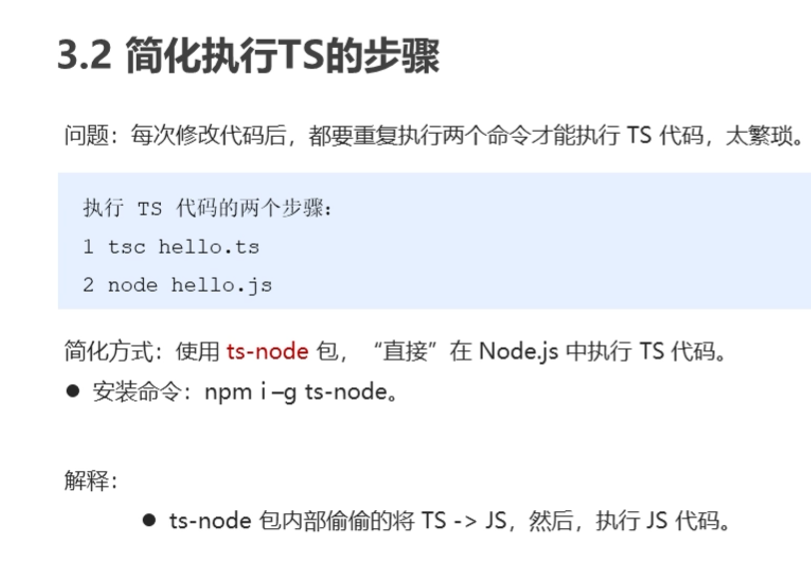 3.2 简化执行TS的步骤
问题：每次修改代码后，都要重复执行两个命令才能执行 TS 代码，太繁琐。
执行 TS 代码的两个步骤：
1 tsc hello.ts
2 node hello.js
简化方式：使用 ts-node 包，“直接”在 Node.js 中执行 TS 代码。
● 安装命令：npm i –g ts-node。
解释：
● ts-node 包内部偷偷的将 TS -> JS，然后，执行 JS 代码。